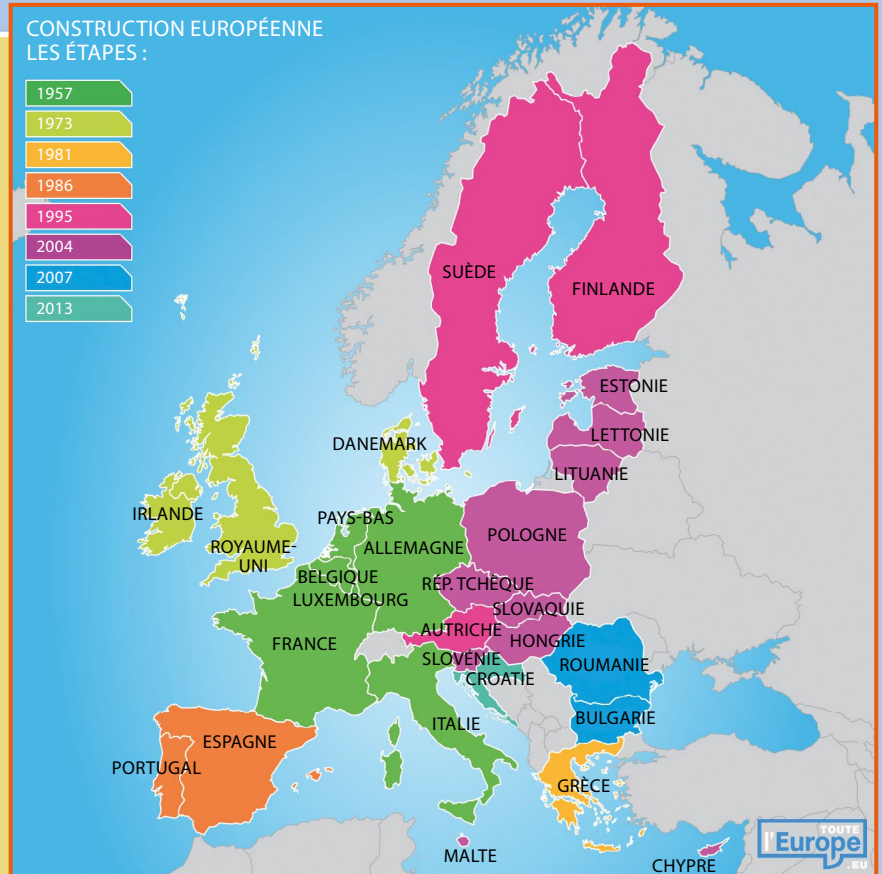 CONSTRUCTION EUROPÉENNE
LES ÉTAPES :
1957
1973
1981
1986
1995
2004
2007
2013
SUÈDE
FINLANDE
ESTONIE
LETTONIE
LITUANIE
DANEMARK
IRLANDE
ROYAUME-
UNI
PAYS-BAS
ALLEMAGNE
POLOGNE
BELGIQUE
LUXEMBOURG
RÉP. TCHÈQUE
SLOVAQUIE
FRANCE
AUTRICHE
HONGRIE
SLOVÉNIE
CROATIE
ROUMANIE
BULGARIE
ITALIE
ESPAGNE
PORTUGAL
GRÈCE
MALTE
CHYPRE
TOUTE
l'Europe
.EU